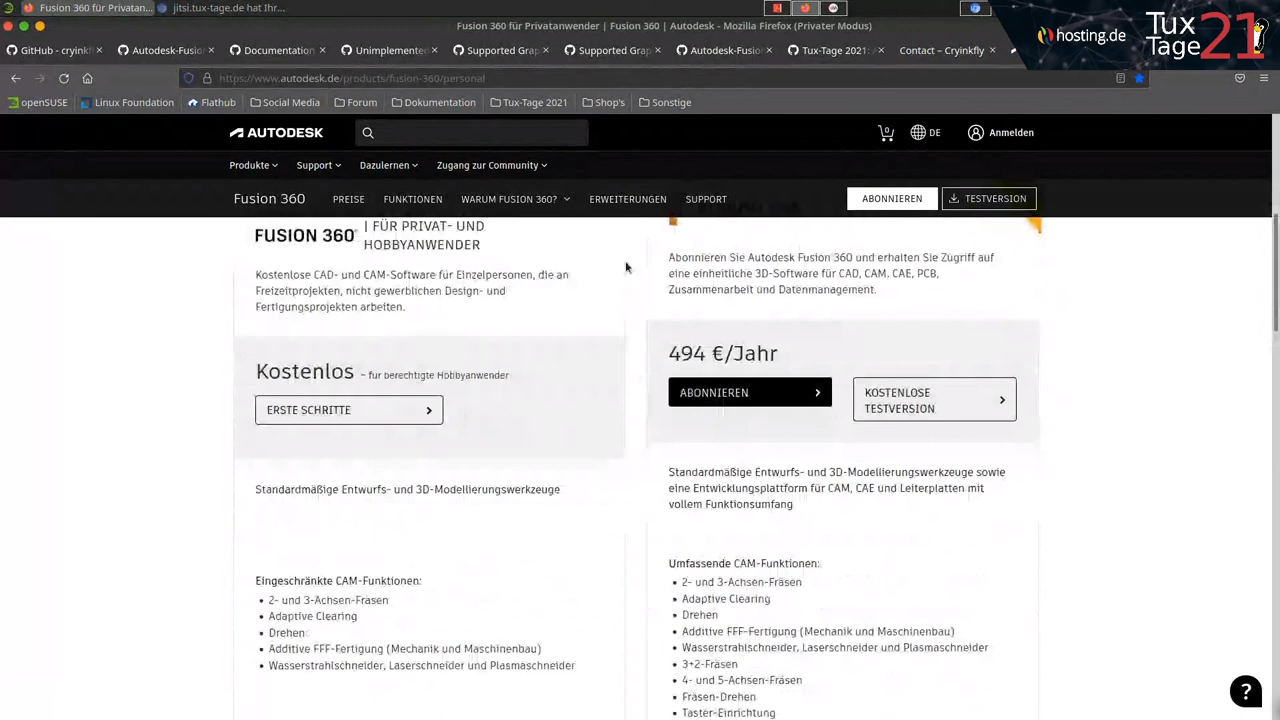 Fusion 360 für Privatan…
jitsi.tux-tage.de hat Ihr…
Fusion 360 für Privatanwender | Fusion 360 | Autodesk - Mozilla Firefox (Privater Modus)
GitHub - cryinkfl
Autodesk-Fusion
Documentation
Unimplemented
Supported Grap
Supported Grap
Autodesk-Fusion
Tux-Tage 2021:
Contact – Cryinkfly
hosting.de
Tux
Tage
21
https://www.autodesk.de/products/fusion-360/personal
openSUSE
Linux Foundation
Flathub
Social Media
Forum
Dokumentation
Tux-Tage 2021
Shop's
Sonstige
AUTODESK
0
DE
Anmelden
Produkte
Support
Dazulernen
Zugang zur Community
Fusion 360
PREISE
FUNKTIONEN
WARUM FUSION 360?
ERWEITERUNGEN
SUPPORT
ABONNIEREN
TESTVERSION
FUSION 360
| FÜR PRIVAT- UND
HOBBYANWENDER
Kostenlose CAD- und CAM-Software für Einzelpersonen, die an
Freizeitprojekten, nicht gewerblichen Design- und
Fertigungsprojekten arbeiten.
Kostenlos – für berechtigte Hobbyanwender
ERSTE SCHRITTE
Standardmäßige Entwurfs- und 3D-Modellierungswerkzeuge
Eingeschränkte CAM-Funktionen:
• 2- und 3-Achsen-Fräsen
• Adaptive Clearing
• Drehen
• Additive FFF-Fertigung (Mechanik und Maschinenbau)
• Wasserstrahlschneider, Laserschneider und Plasmaschneider
Abonnieren Sie Autodesk Fusion 360 und erhalten Sie Zugriff auf
eine einheitliche 3D-Software für CAD, CAM, CAE, PCB,
Zusammenarbeit und Datenmanagement.
494 €/Jahr
ABONNIEREN
KOSTENLOSE
TESTVERSION
Standardmäßige Entwurfs- und 3D-Modellierungswerkzeuge sowie
eine Entwicklungsplattform für CAM, CAE und Leiterplatten mit
vollem Funktionsumfang
Umfassende CAM-Funktionen:
• 2- und 3-Achsen-Fräsen
• Adaptive Clearing
• Drehen
• Additive FFF-Fertigung (Mechanik und Maschinenbau)
• Wasserstrahlschneider, Laserschneider und Plasmaschneider
• 3+2-Fräsen
• 4- und 5-Achsen-Fräsen
• Fräsen-Drehen
• Taster-Einrichtung
?